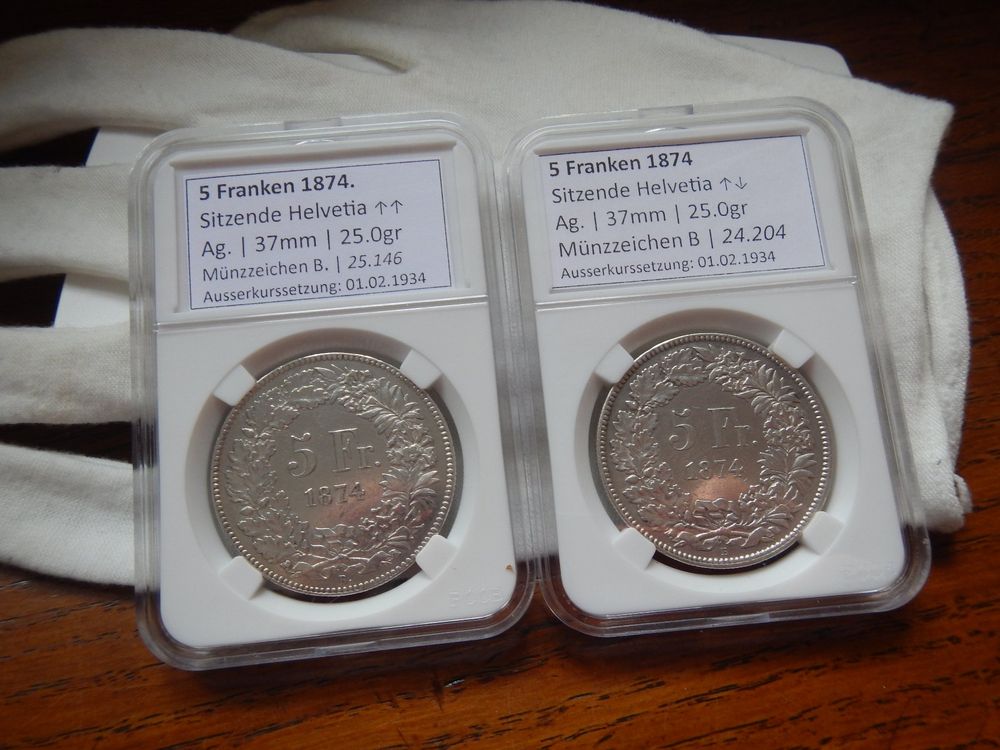 5 Franken 1874.
Sitzende Helvetia ↑↑
Ag. | 37mm | 25.0gr
Münzzeichen B. | 25.146
Ausserkurssetzung: 01.02.1934
5 Fr.
1874
B.
5 Franken 1874
Sitzende Helvetia ↑↓
Ag. | 37mm | 25.0gr
Münzzeichen B | 24.204
Ausserkurssetzung: 01.02.1934
5 Fr.
1874
B